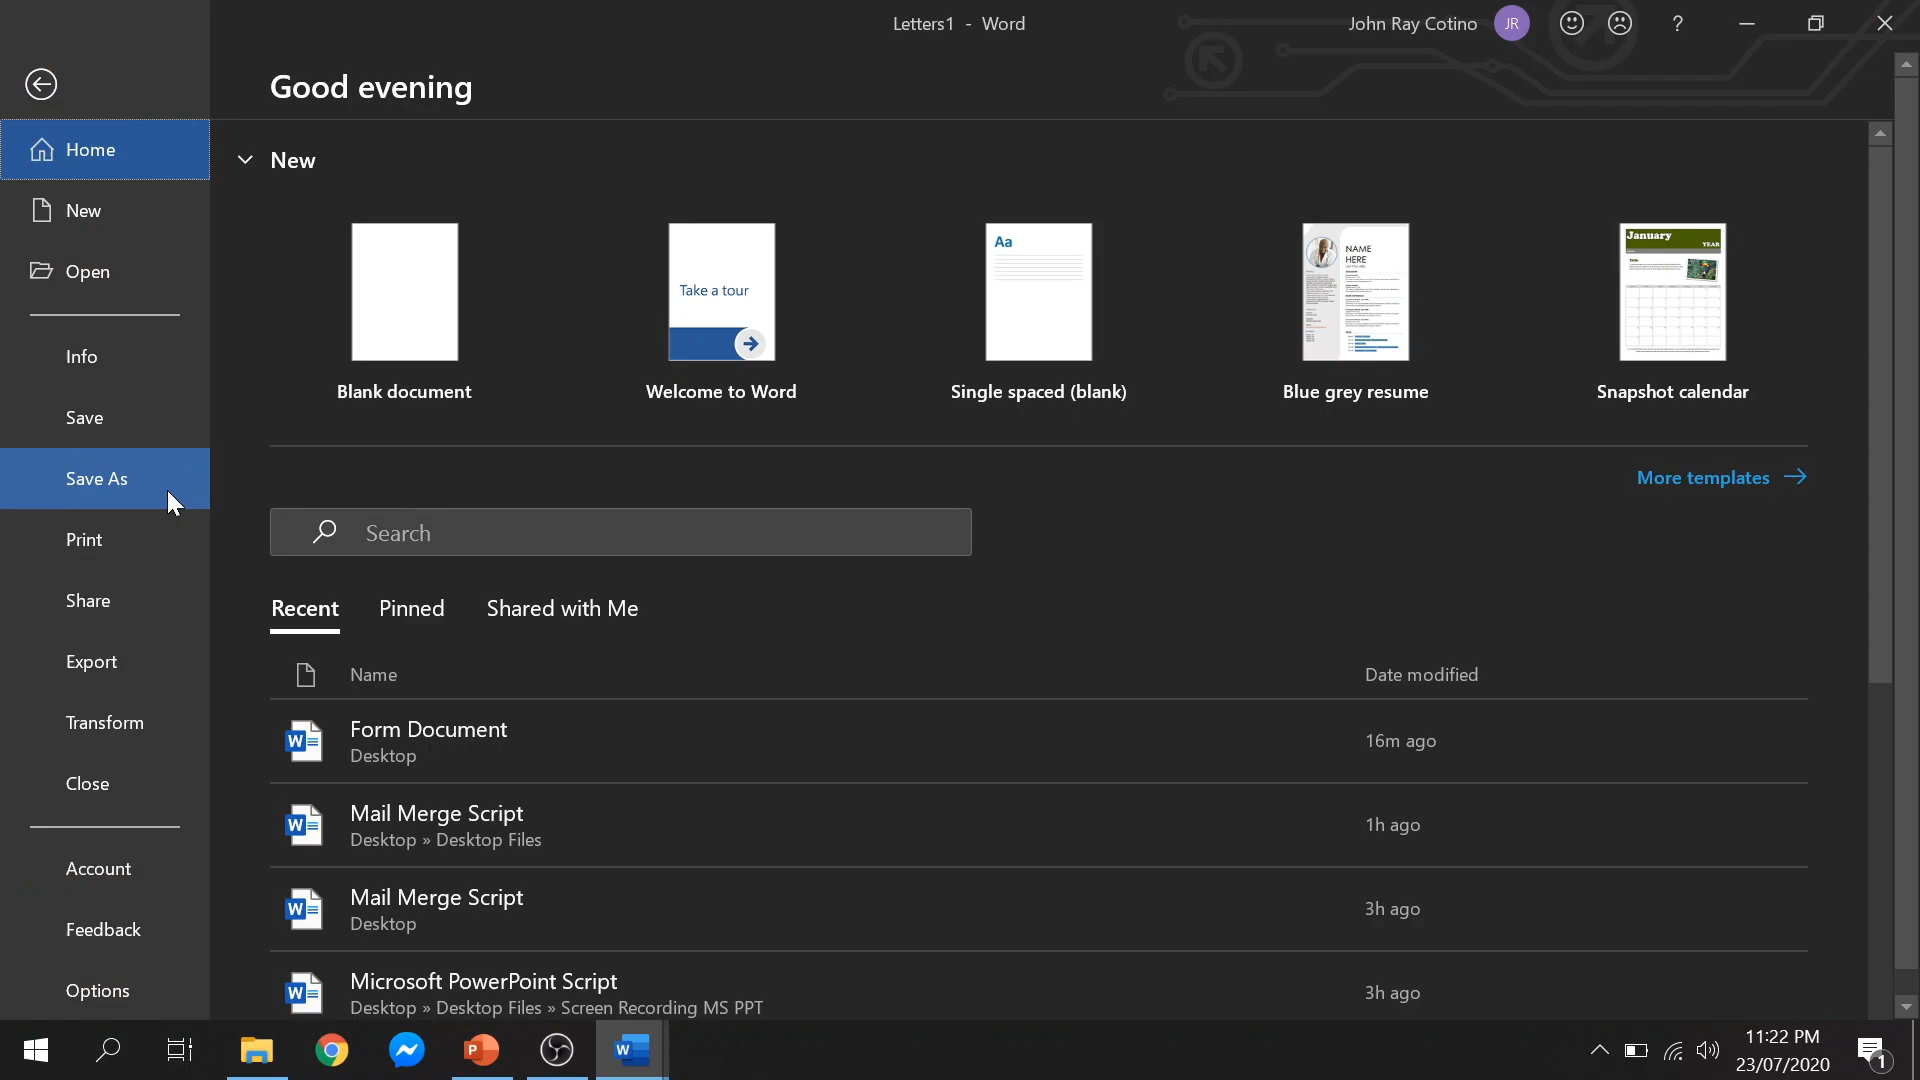 Letters1 - Word
John Ray Cotino
JR
?
Good evening
Home
New
Open
Info
Save
Save As
Print
Share
Export
Transform
Close
Account
Feedback
Options
New
Take a tour
Aa
NAME
HERE
January
YEAR
Title
Blank document
Welcome to Word
Single spaced (blank)
Blue grey resume
Snapshot calendar
More templates
Search
Recent Pinned Shared with Me
Name Date modified
Form Document
Desktop
16m ago
Mail Merge Script
Desktop » Desktop Files
1h ago
Mail Merge Script
Desktop
3h ago
Microsoft PowerPoint Script
Desktop » Desktop Files » Screen Recording MS PPT
3h ago
11:22 PM
23/07/2020
1